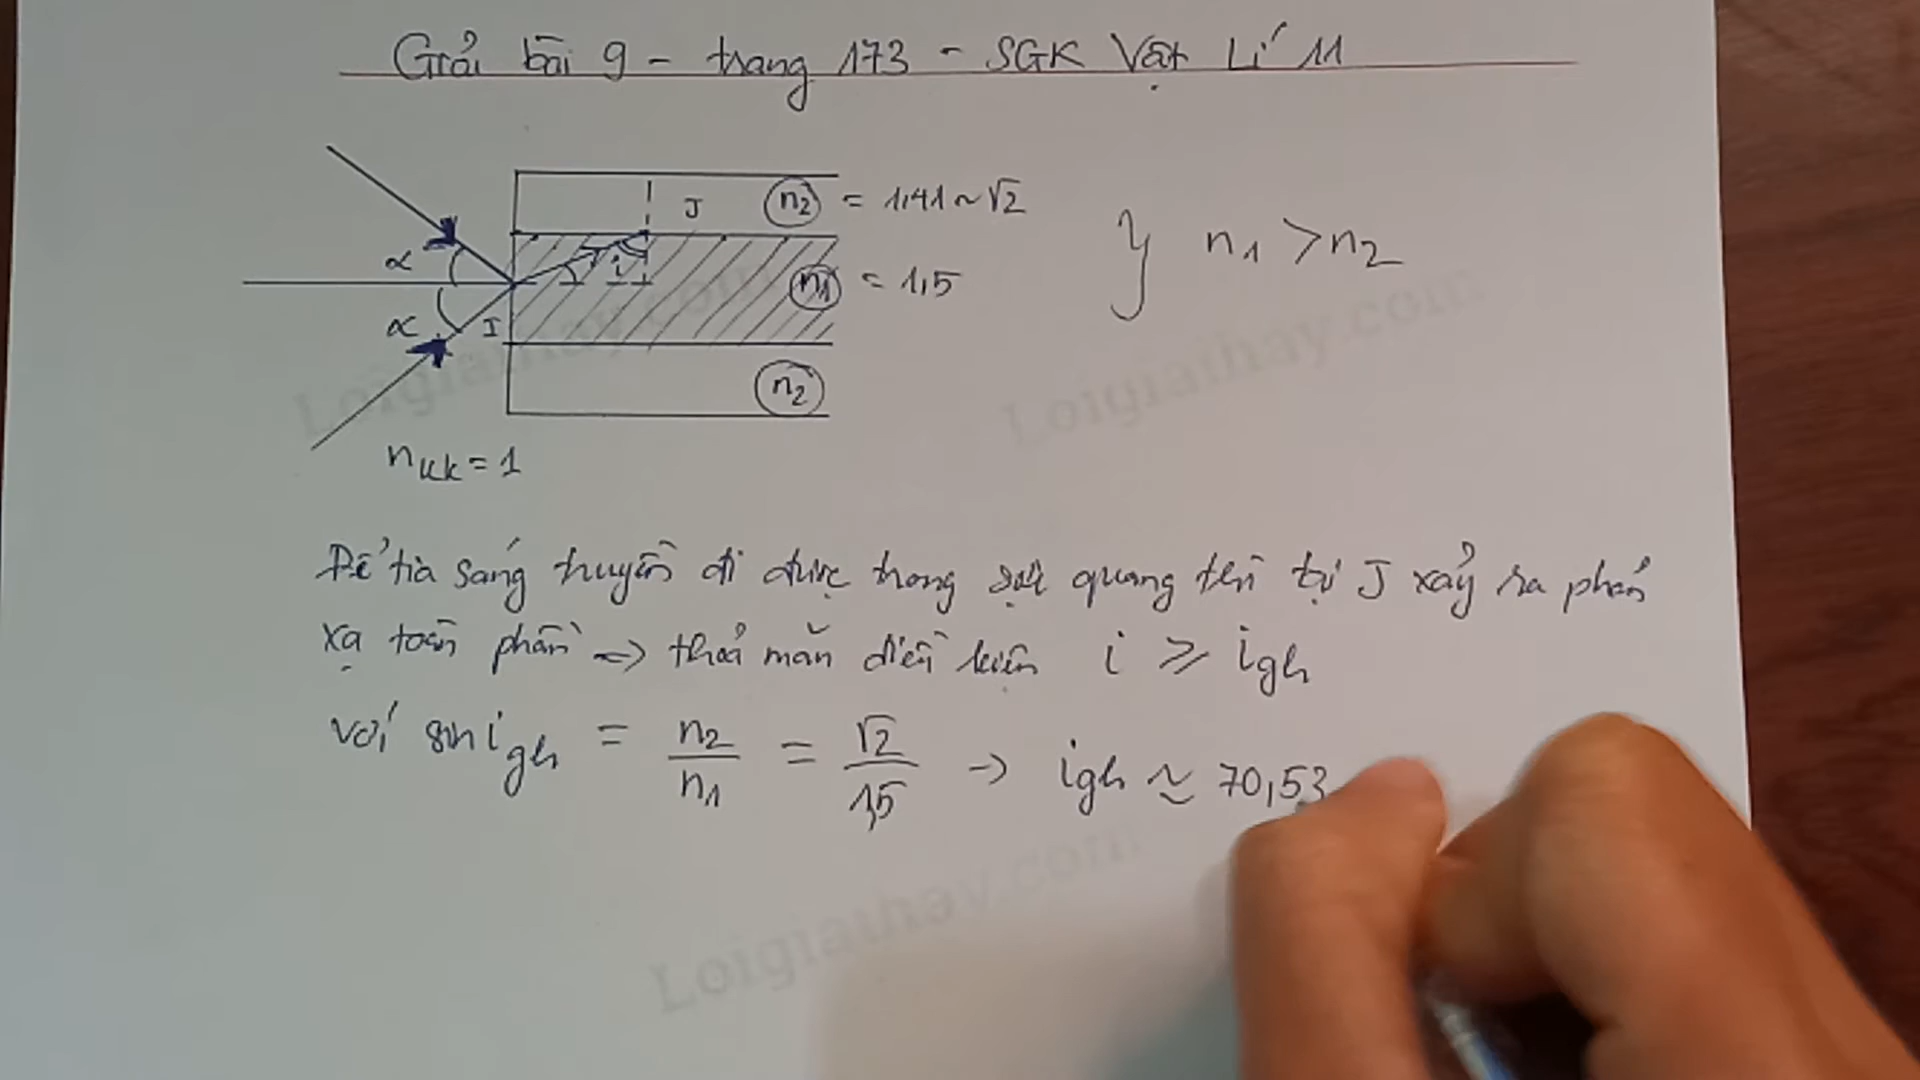 Giải bài 9 - trang 173 - SGK Vật Lí 11
J
n2 = 1,41 ~ √2
} n1 > n2
α
i
n1 = 1,5
α
I
n2
nkk = 1
Để tia sáng truyền đi được trong sợi quang thì tại J xảy ra phản
xạ toàn phần => thỏa mãn điều kiện i ⩾ igh
với sin igh = n2/n1 = √2/1,5 -> igh ≈ 70,53
Loigiaihay.com
Loigiaihay.com
Loigiaihay.com